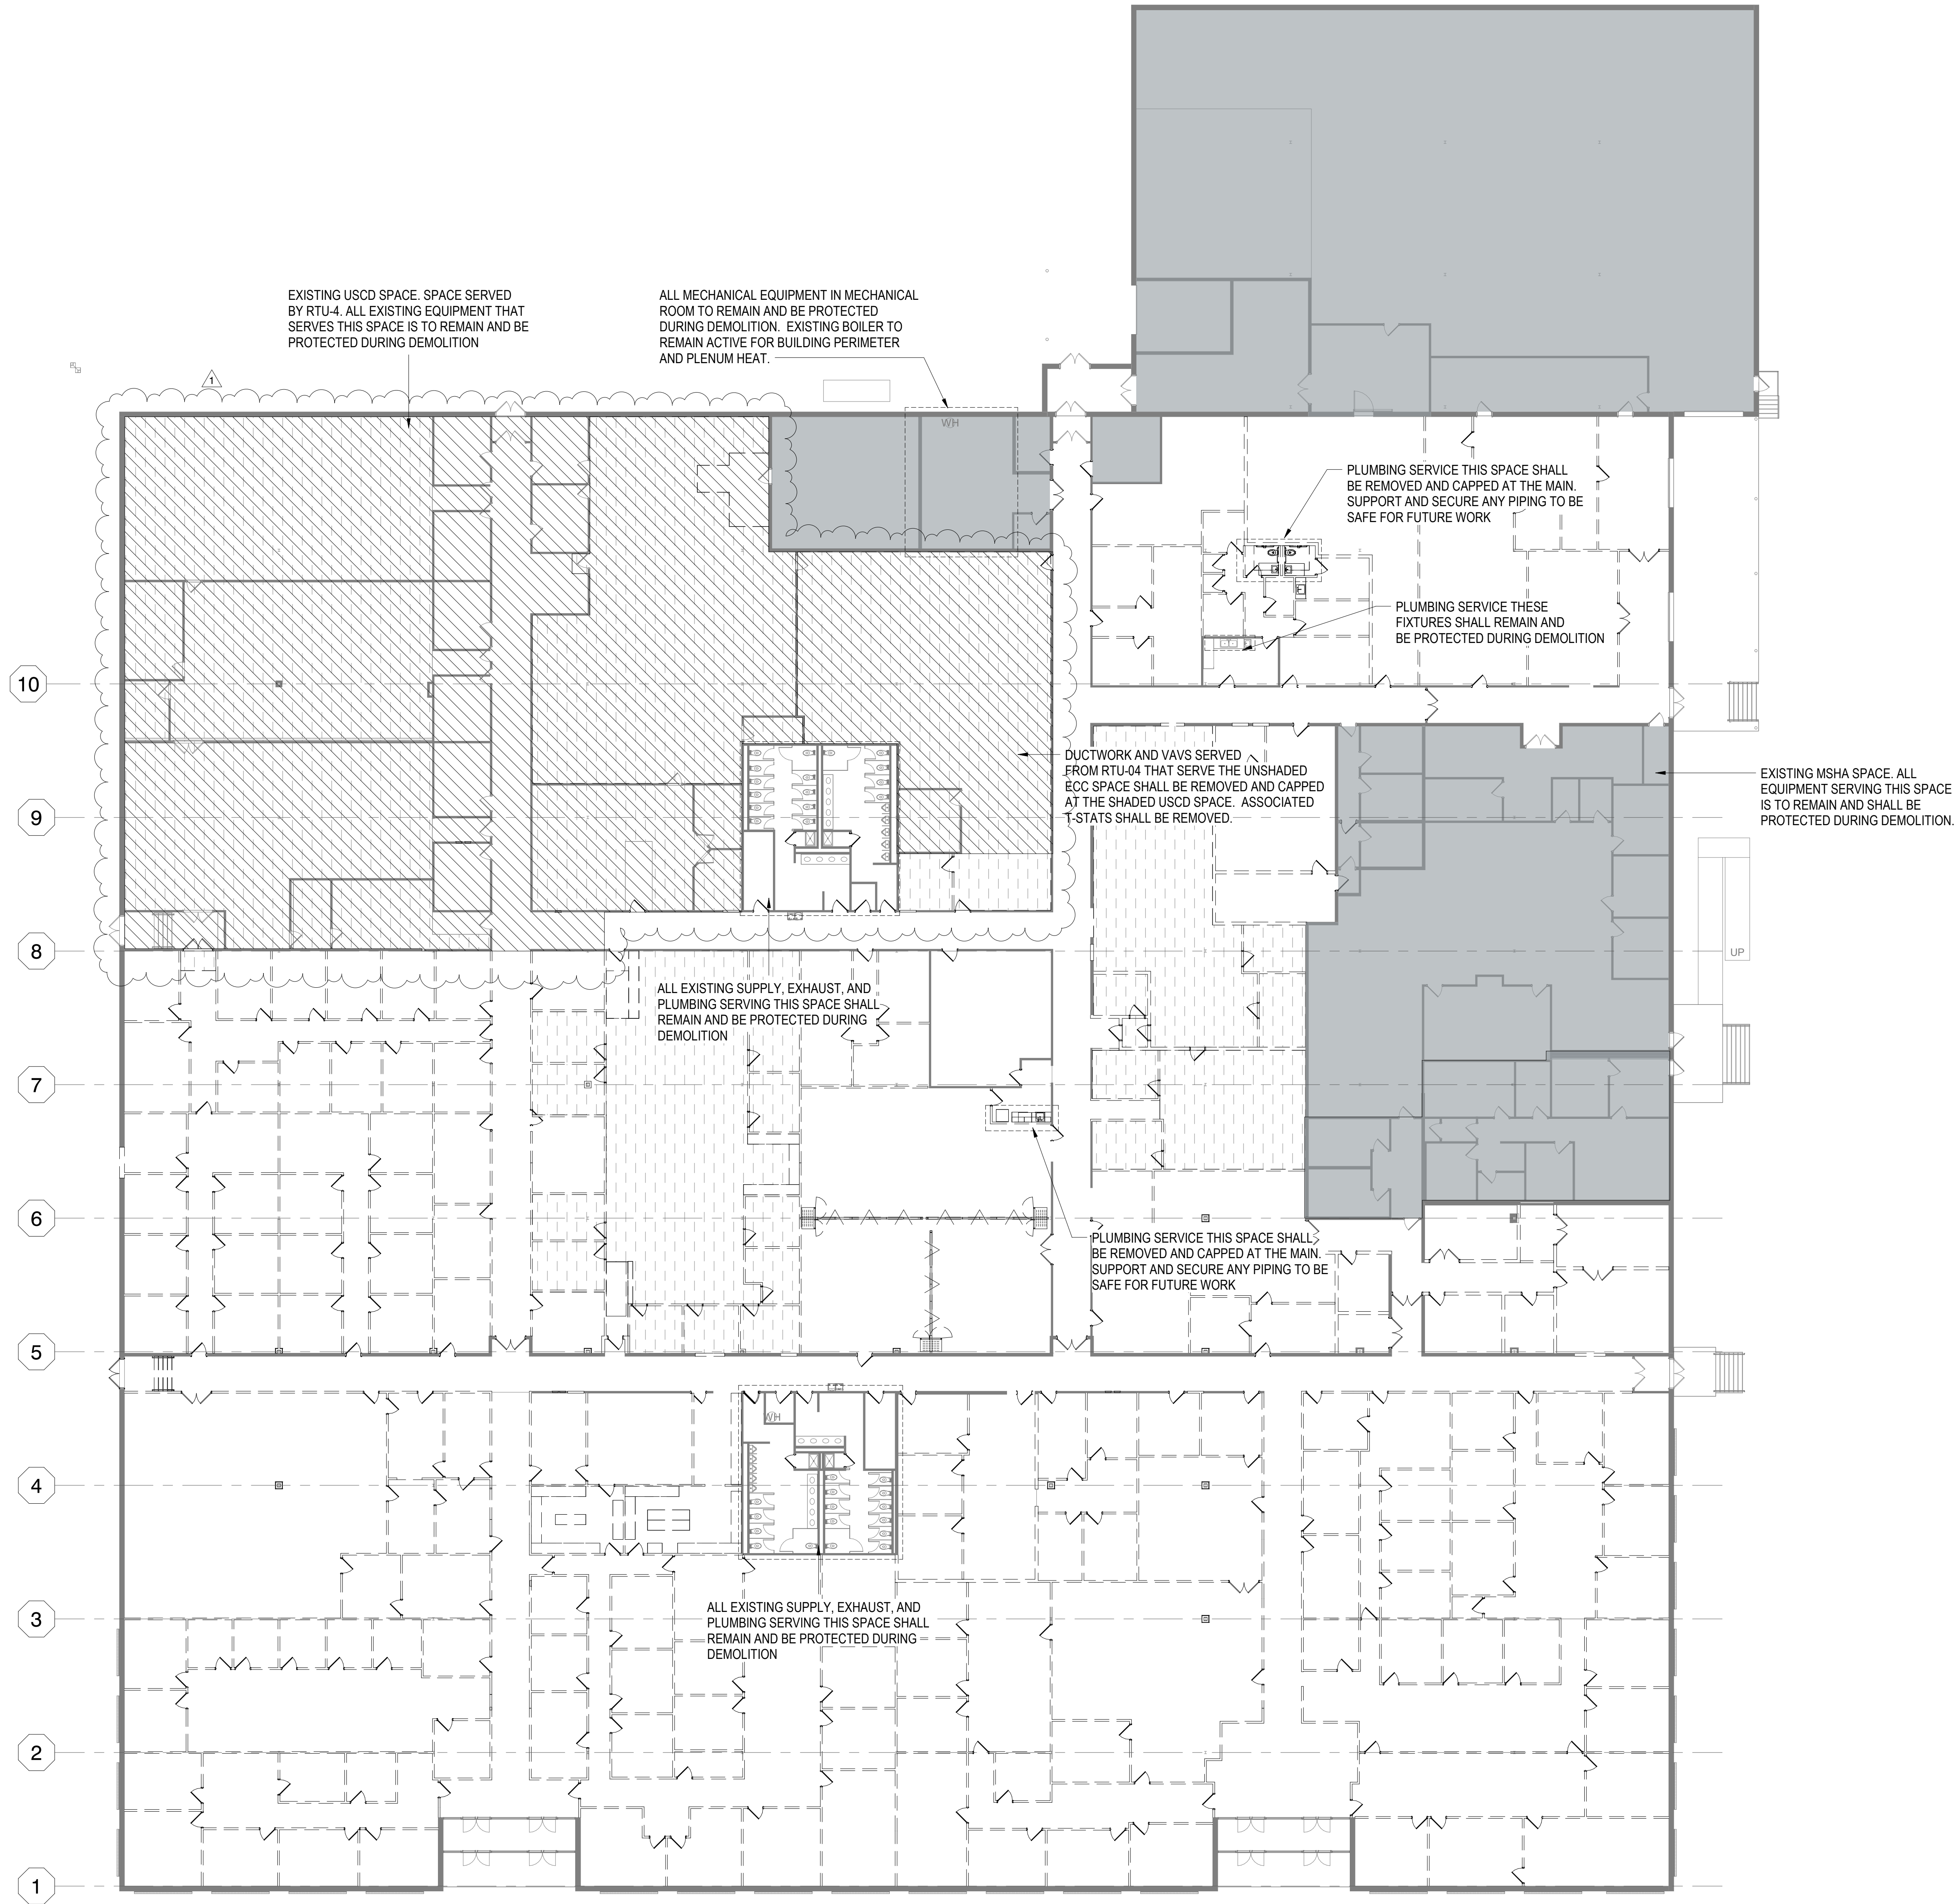 EXISTING USCD SPACE. SPACE SERVED
BY RTU-4. ALL EXISTING EQUIPMENT THAT
SERVES THIS SPACE IS TO REMAIN AND BE
PROTECTED DURING DEMOLITION
ALL MECHANICAL EQUIPMENT IN MECHANICAL
ROOM TO REMAIN AND BE PROTECTED
DURING DEMOLITION. EXISTING BOILER TO
REMAIN ACTIVE FOR BUILDING PERIMETER
AND PLENUM HEAT.
1
WH
PLUMBING SERVICE THIS SPACE SHALL
BE REMOVED AND CAPPED AT THE MAIN.
SUPPORT AND SECURE ANY PIPING TO BE
SAFE FOR FUTURE WORK
PLUMBING SERVICE THESE
FIXTURES SHALL REMAIN AND
BE PROTECTED DURING DEMOLITION
10
DUCTWORK AND VAVS SERVED
FROM RTU-04 THAT SERVE THE UNSHADED
ECC SPACE SHALL BE REMOVED AND CAPPED
AT THE SHADED USCD SPACE. ASSOCIATED
T-STATS SHALL BE REMOVED.
EXISTING MSHA SPACE. ALL
EQUIPMENT SERVING THIS SPACE
IS TO REMAIN AND SHALL BE
PROTECTED DURING DEMOLITION.
9
8
UP
ALL EXISTING SUPPLY, EXHAUST, AND
PLUMBING SERVING THIS SPACE SHALL
REMAIN AND BE PROTECTED DURING
DEMOLITION
7
6
PLUMBING SERVICE THIS SPACE SHALL
BE REMOVED AND CAPPED AT THE MAIN.
SUPPORT AND SECURE ANY PIPING TO BE
SAFE FOR FUTURE WORK
5
WH
4
3
ALL EXISTING SUPPLY, EXHAUST, AND
PLUMBING SERVING THIS SPACE SHALL
REMAIN AND BE PROTECTED DURING
DEMOLITION
2
1